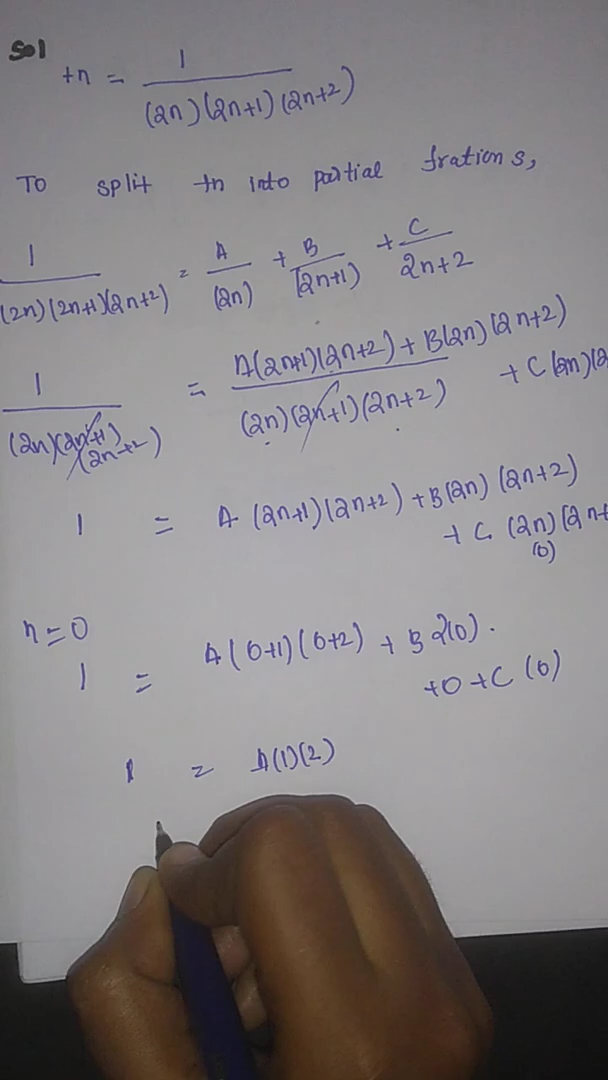 Sol
tn = 1 / (2n)(2n+1)(2n+2)
To split tn into partial frations,
1 / (2n)(2n+1)(2n+2) = A / (2n) + B / (2n+1) + C / 2n+2
1 / (2n)(2n+1)(2n+2) = A(2n+1)(2n+2) + B(2n)(2n+2) + C(2n)(2 / (2n)(2n+1)(2n+2)
1 = A (2n+1)(2n+2) + B(2n) (2n+2)
+ C (2n)(2n+
(0)
n=0
1 = A(0+1)(0+2) + B 2(0).
+0+C (0)
1 = A(1)(2)